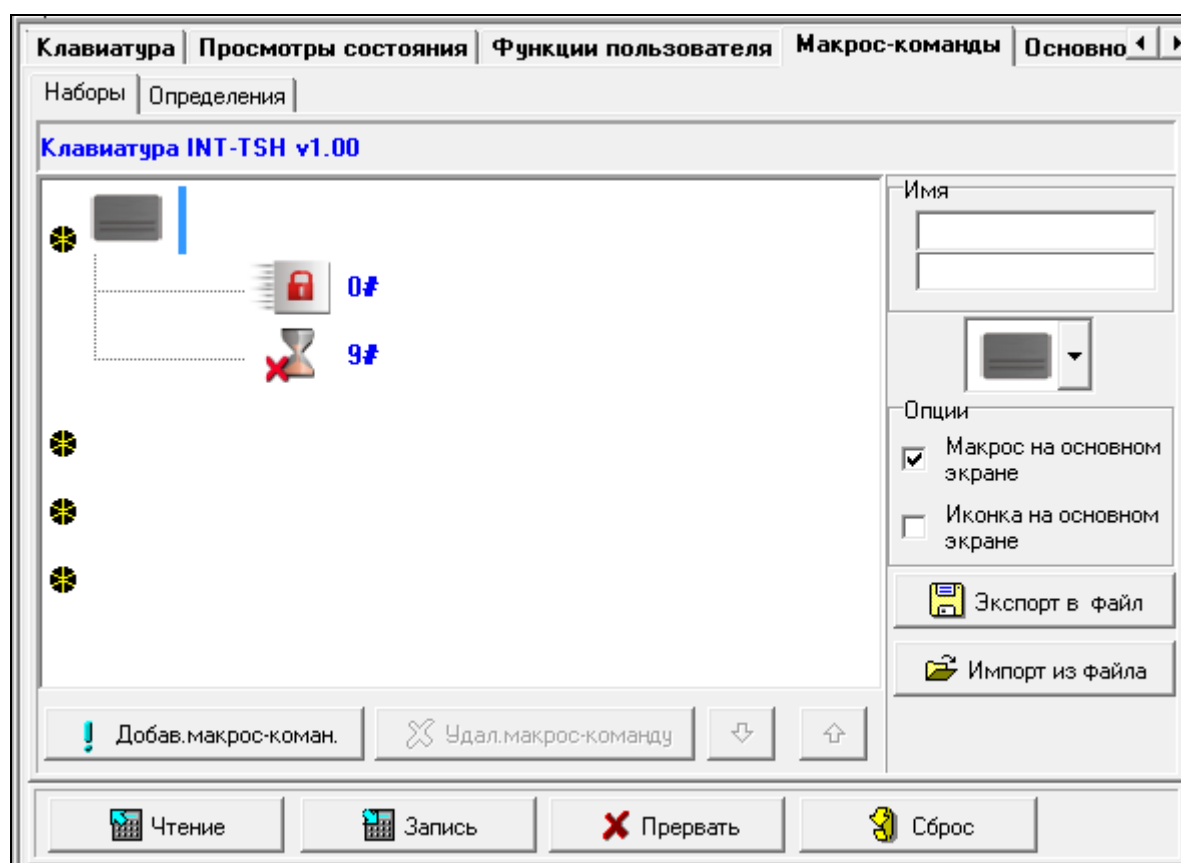 Клавиатура Просмотры состояния Функции пользователя Макрос-команды Основно
Наборы Определения
Клавиатура INT-TSH v1.00
Имя
0#
9#
Опции
Макрос на основном
экране
Иконка на основном
экране
Экспорт в файл
Импорт из файла
Добав.макрос-коман. Удал.макрос-команду
Чтение Запись Прервать Сброс